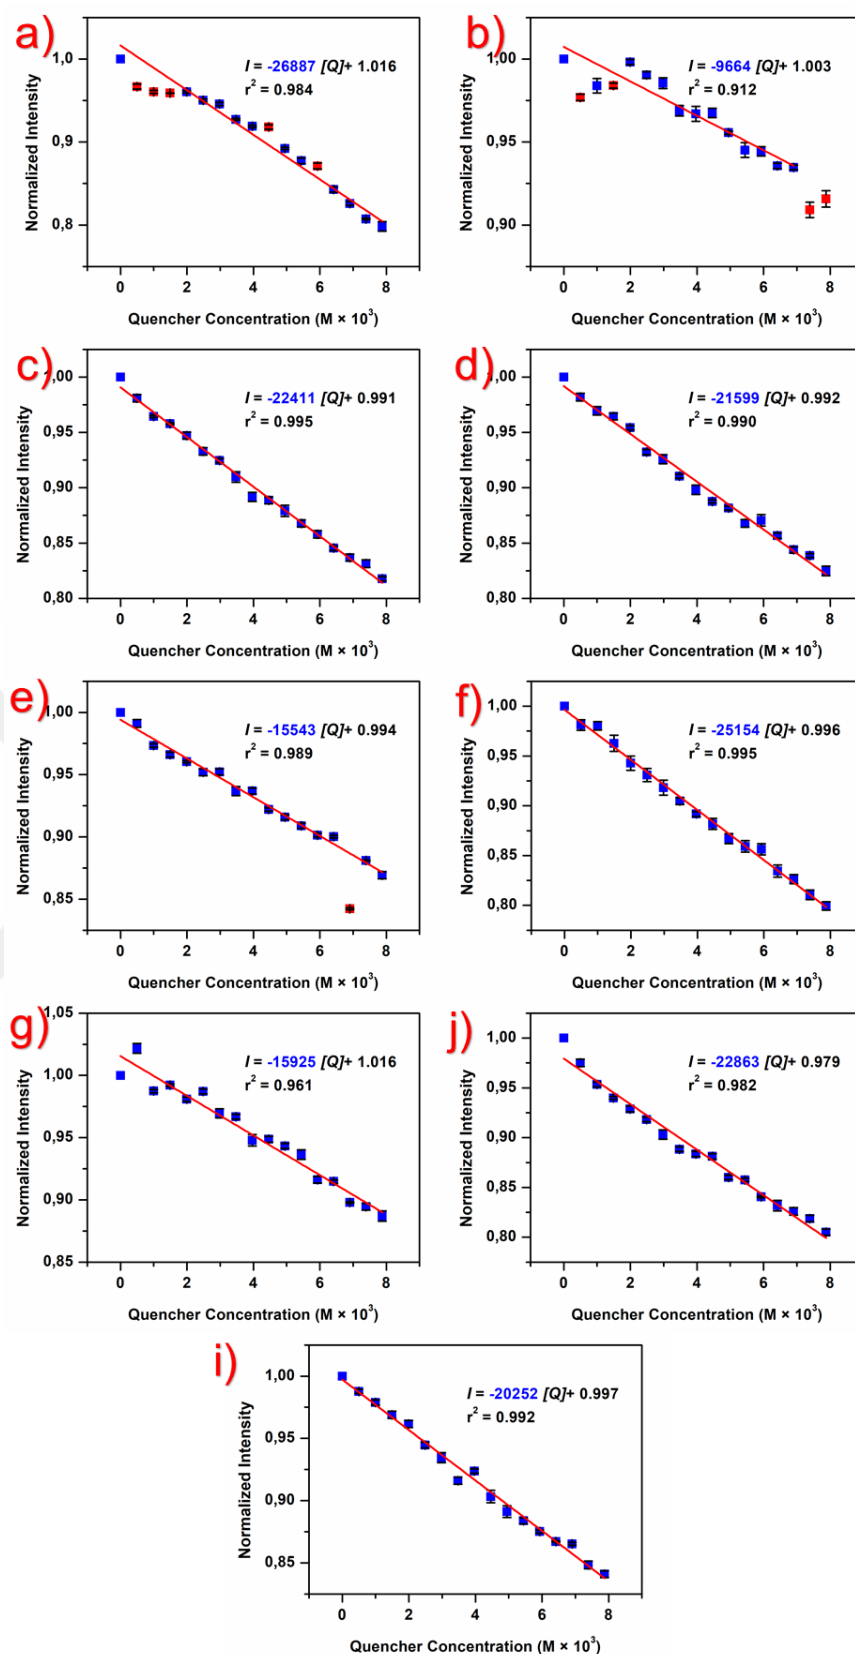 a)
I = -26887 [Q]+ 1.016
r² = 0.984
1,0
0,9
0,8
Normalized Intensity
0 2 4 6 8
Quencher Concentration (M × 10³)
b)
I = -9664 [Q]+ 1.003
r² = 0.912
1,00
0,95
0,90
Normalized Intensity
0 2 4 6 8
Quencher Concentration (M × 10³)
c)
I = -22411 [Q]+ 0.991
r² = 0.995
1,00
0,95
0,90
0,85
0,80
Normalized Intensity
0 2 4 6 8
Quencher Concentration (M × 10³)
d)
I = -21599 [Q]+ 0.992
r² = 0.990
1,00
0,95
0,90
0,85
0,80
Normalized Intensity
0 2 4 6 8
Quencher Concentration (M × 10³)
e)
I = -15543 [Q]+ 0.994
r² = 0.989
1,00
0,95
0,90
0,85
Normalized Intensity
0 2 4 6 8
Quencher Concentration (M × 10³)
f)
I = -25154 [Q]+ 0.996
r² = 0.995
1,00
0,95
0,90
0,85
0,80
Normalized Intensity
0 2 4 6 8
Quencher Concentration (M × 10³)
g)
I = -15925 [Q]+ 1.016
r² = 0.961
1,05
1,00
0,95
0,90
0,85
Normalized Intensity
0 2 4 6 8
Quencher Concentration (M × 10³)
j)
I = -22863 [Q]+ 0.979
r² = 0.982
1,00
0,95
0,90
0,85
0,80
Normalized Intensity
0 2 4 6 8
Quencher Concentration (M × 10³)
i)
I = -20252 [Q]+ 0.997
r² = 0.992
1,00
0,95
0,90
0,85
Normalized Intensity
0 2 4 6 8
Quencher Concentration (M × 10³)